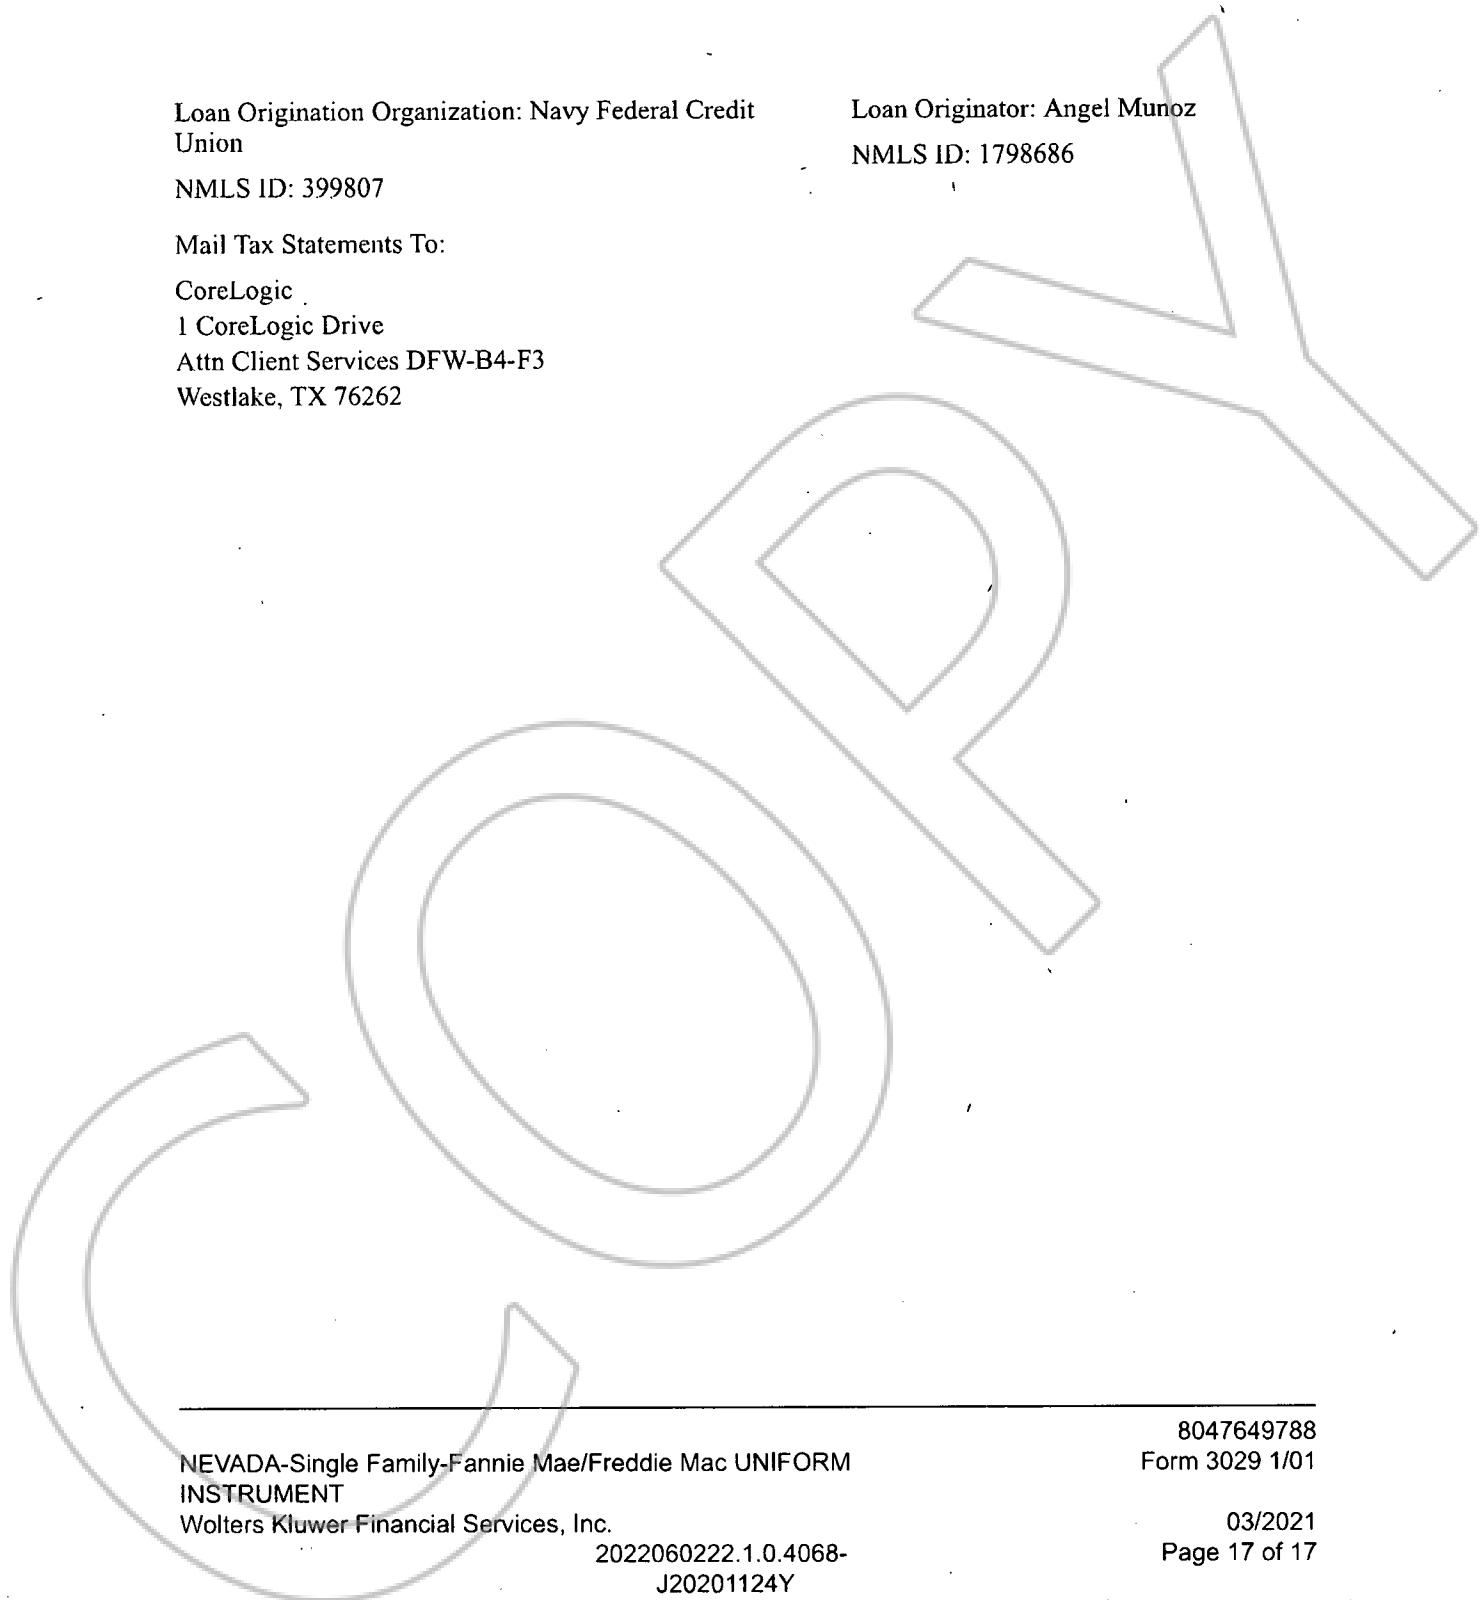 Loan Origination Organization: Navy Federal Credit
Union
NMLS ID: 399807
Loan Originator: Angel Munoz
NMLS ID: 1798686
Mail Tax Statements To:
CoreLogic
1 CoreLogic Drive
Attn Client Services DFW-B4-F3
Westlake, TX 76262
COPY
8047649788
NEVADA-Single Family-Fannie Mae/Freddie Mac UNIFORM
INSTRUMENT
Form 3029 1/01
Wolters Kluwer Financial Services, Inc.
03/2021
2022060222.1.0.4068-
J20201124Y
Page 17 of 17